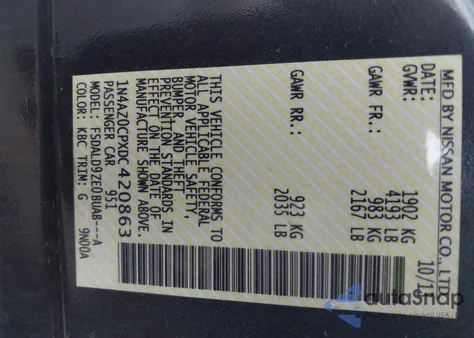 MFD BY NISSAN MOTOR CO., LTD.
DATE: 10/13
GVWR: 1902 KG
4193 LB
GAWR FR.: 983 KG
2167 LB
GAWR RR.: 923 KG
2035 LB
THIS VEHICLE CONFORMS TO
ALL APPLICABLE FEDERAL
MOTOR VEHICLE SAFETY,
BUMPER, AND THEFT
PREVENTION STANDARDS IN
EFFECT ON THE DATE OF
MANUFACTURE SHOWN ABOVE.
1N4AZ0CPXDC420863
PASSENGER CAR 951
MODEL: FSDALD9ZE0BUAB---A
COLOR: KBC TRIM: G 9N00A
autosnap